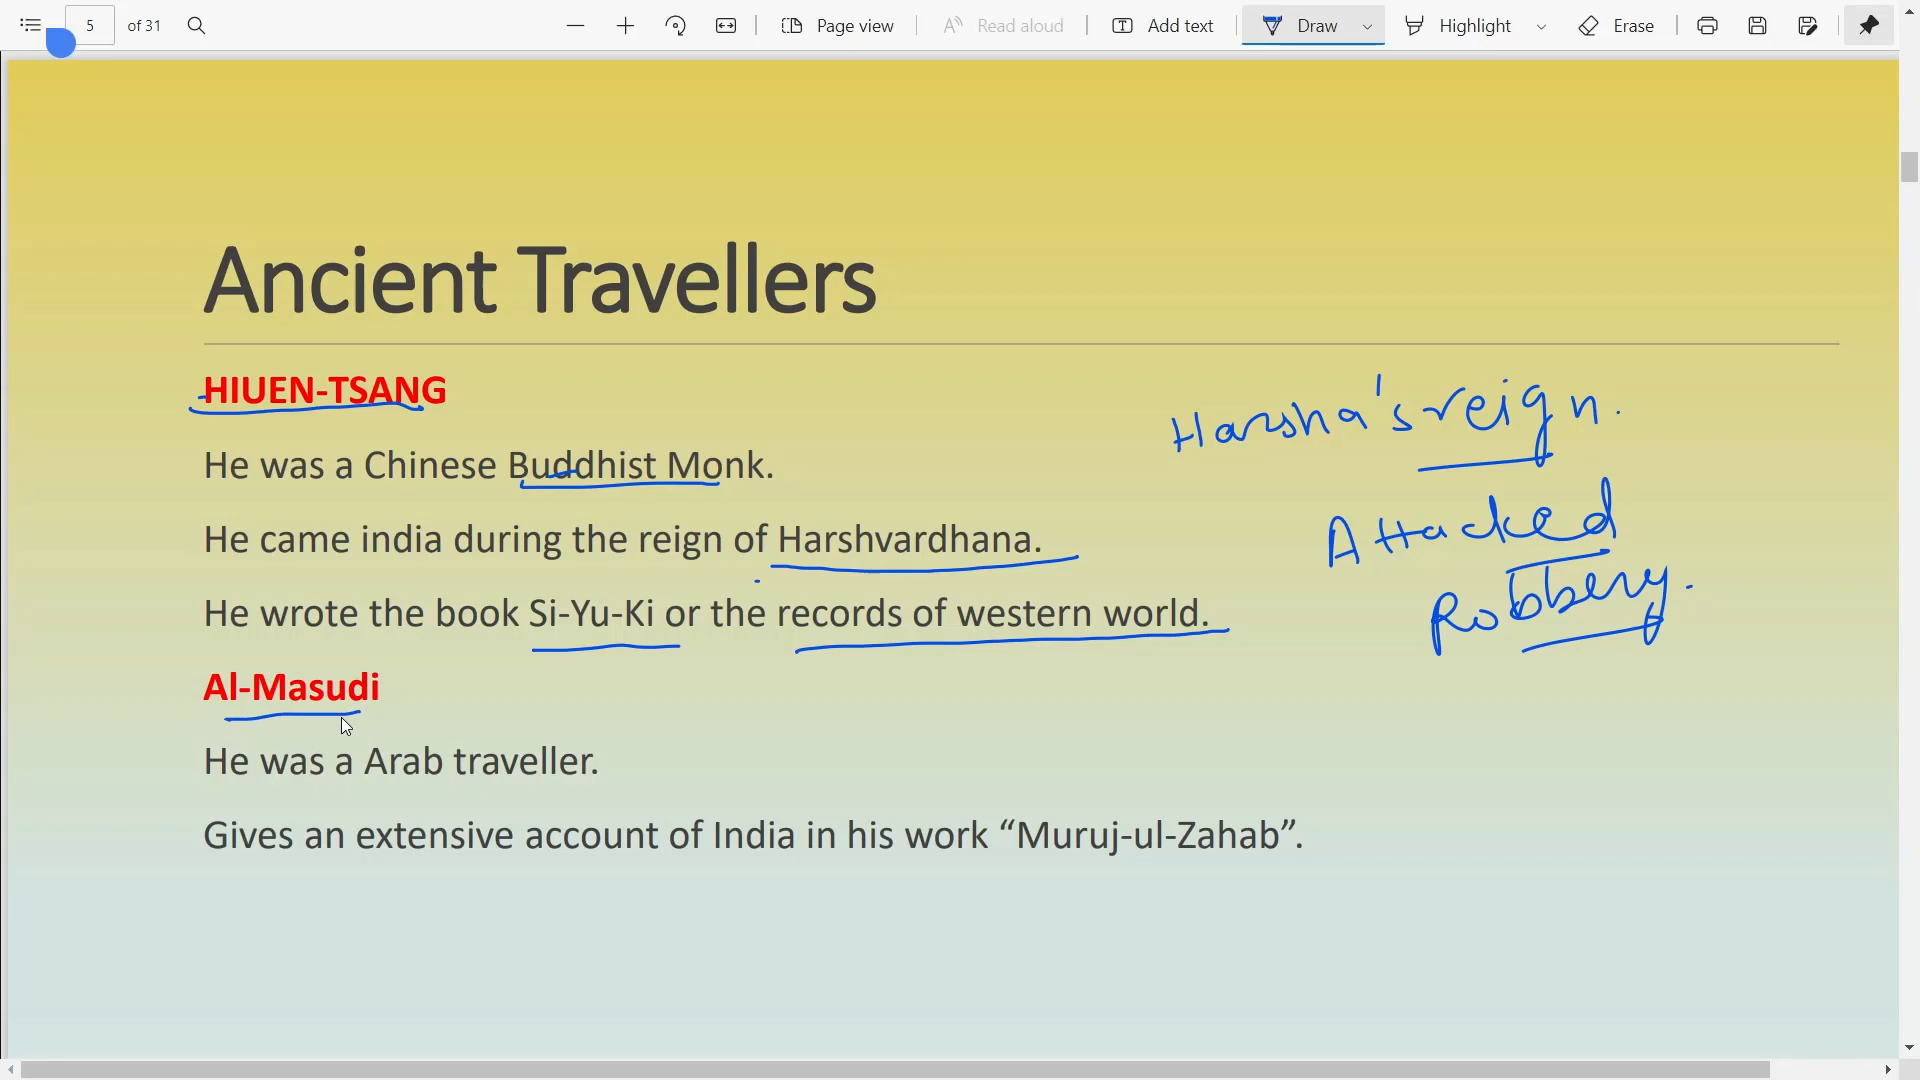 5 of 31 Page view Read aloud Add text Draw Highlight Erase
Ancient Travellers
HIUEN-TSANG
Harsha's reign.
He was a Chinese Buddhist Monk.
Attacked
He came india during the reign of Harshvardhana.
Robbery.
He wrote the book Si-Yu-Ki or the records of western world.
Al-Masudi
He was a Arab traveller.
Gives an extensive account of India in his work “Muruj-ul-Zahab”.